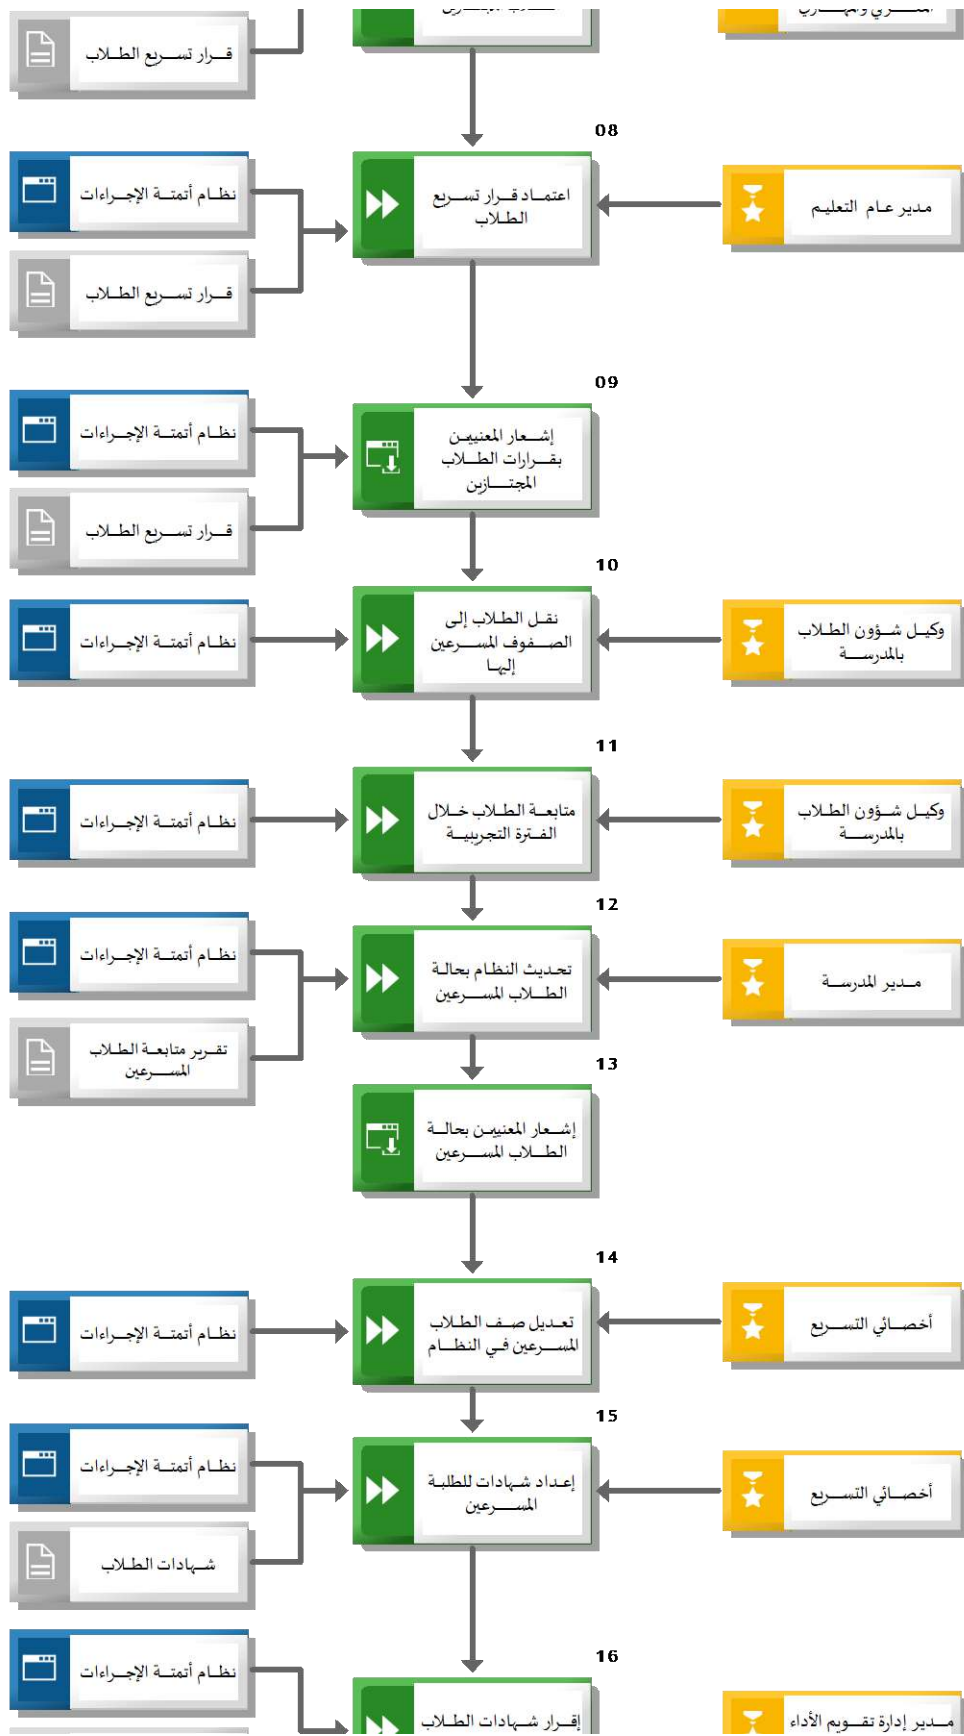 قرار تسريع الطلاب
08
مدير عام التعليم
اعتماد قرار تسريع
الطلاب
نظام أتمتة الإجراءات
قرار تسريع الطلاب
09
إشعار المعنيين
بقرارات الطلاب
المجتازين
نظام أتمتة الإجراءات
قرار تسريع الطلاب
10
وكيل شؤون الطلاب
بالمدرسة
نقل الطلاب إلى
الصفوف المسرعين
إليها
نظام أتمتة الإجراءات
11
وكيل شؤون الطلاب
بالمدرسة
متابعة الطلاب خلال
الفترة التجريبية
نظام أتمتة الإجراءات
12
مدير المدرسة
تحديث النظام بحالة
الطلاب المسرعين
نظام أتمتة الإجراءات
تقرير متابعة الطلاب
المسرعين
13
إشعار المعنيين بحالة
الطلاب المسرعين
14
أخصائي التسريع
تعديل صف الطلاب
المسرعين في النظام
نظام أتمتة الإجراءات
15
أخصائي التسريع
إعداد شهادات للطلبة
المسرعين
نظام أتمتة الإجراءات
شهادات الطلاب
16
مدير إدارة تقويم الأداء
إقرار شهادات الطلاب
نظام أتمتة الإجراءات